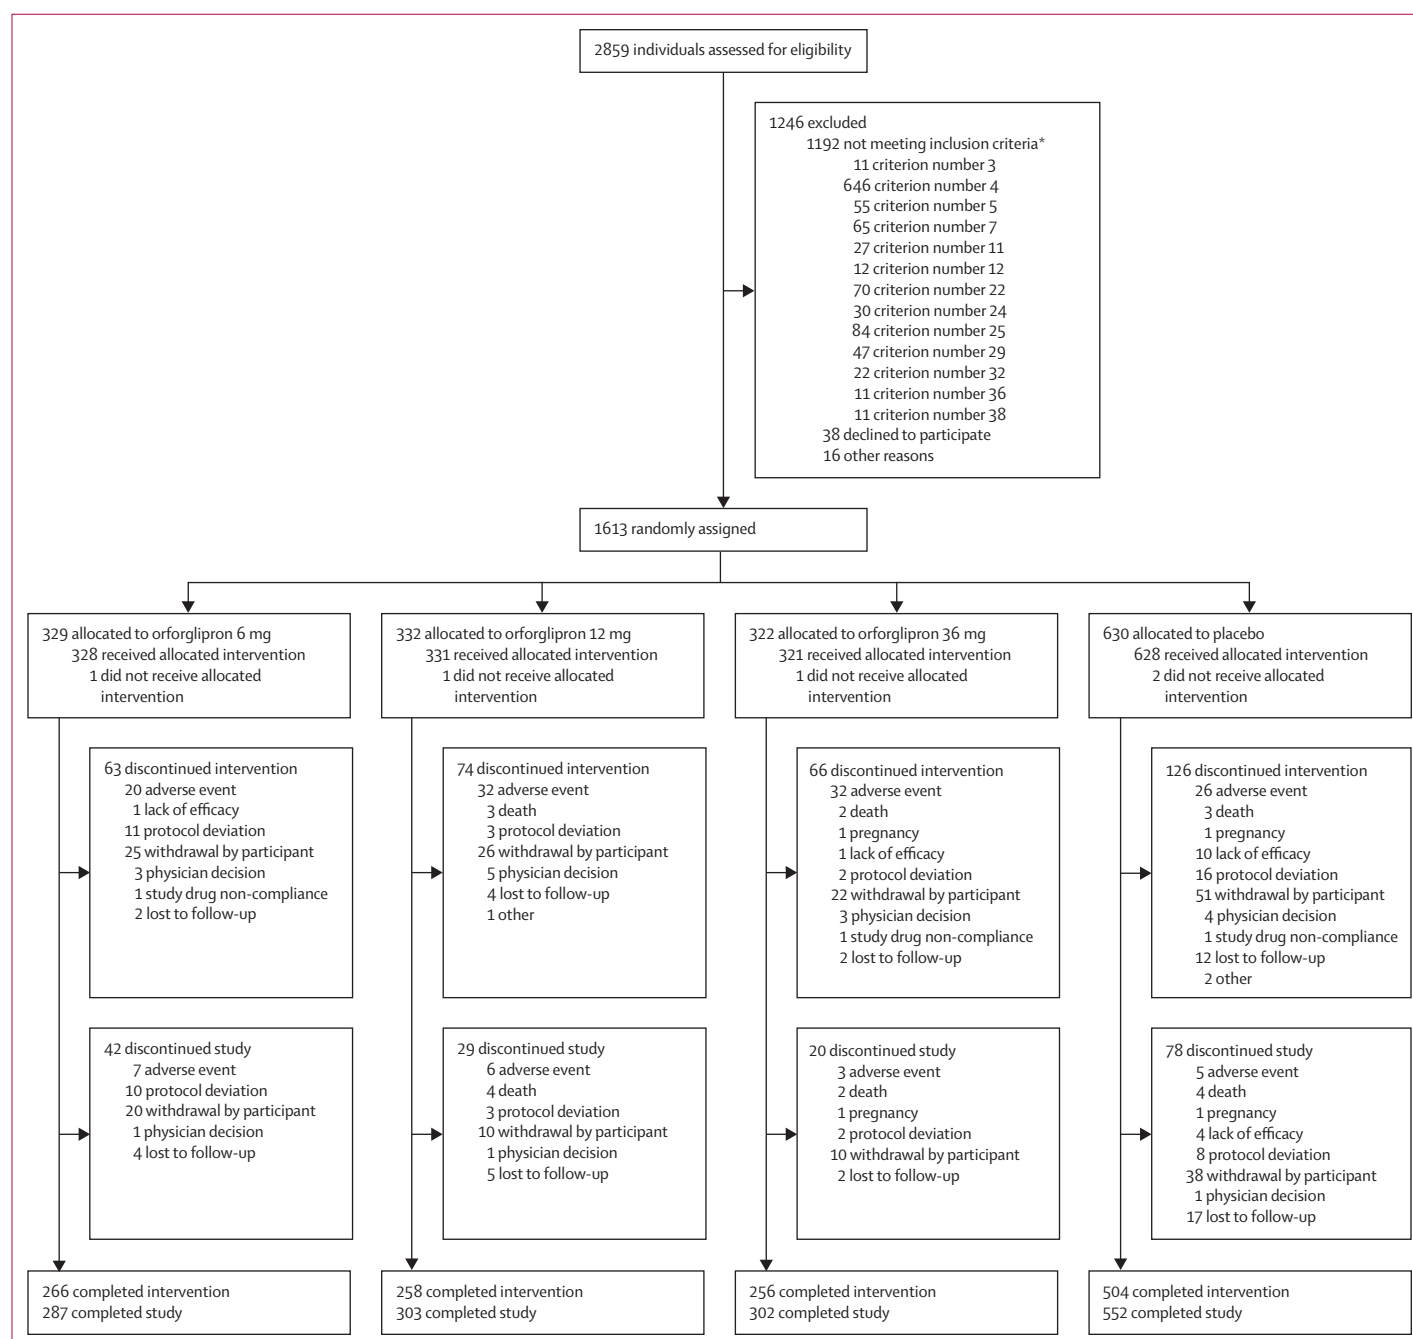 2859 individuals assessed for eligibility
1246 excluded
1192 not meeting inclusion criteria*
11 criterion number 3
646 criterion number 4
55 criterion number 5
65 criterion number 7
27 criterion number 11
12 criterion number 12
70 criterion number 22
30 criterion number 24
84 criterion number 25
47 criterion number 29
22 criterion number 32
11 criterion number 36
11 criterion number 38
38 declined to participate
16 other reasons
1613 randomly assigned
329 allocated to orforglipron 6 mg
328 received allocated intervention
1 did not receive allocated
intervention
332 allocated to orforglipron 12 mg
331 received allocated intervention
1 did not receive allocated
intervention
322 allocated to orforglipron 36 mg
321 received allocated intervention
1 did not receive allocated
intervention
630 allocated to placebo
628 received allocated intervention
2 did not receive allocated
intervention
63 discontinued intervention
20 adverse event
1 lack of efficacy
11 protocol deviation
25 withdrawal by participant
3 physician decision
1 study drug non-compliance
2 lost to follow-up
74 discontinued intervention
32 adverse event
3 death
3 protocol deviation
26 withdrawal by participant
5 physician decision
4 lost to follow-up
1 other
66 discontinued intervention
32 adverse event
2 death
1 pregnancy
1 lack of efficacy
2 protocol deviation
22 withdrawal by participant
3 physician decision
1 study drug non-compliance
2 lost to follow-up
126 discontinued intervention
26 adverse event
3 death
1 pregnancy
10 lack of efficacy
16 protocol deviation
51 withdrawal by participant
4 physician decision
1 study drug non-compliance
12 lost to follow-up
2 other
42 discontinued study
7 adverse event
10 protocol deviation
20 withdrawal by participant
1 physician decision
4 lost to follow-up
29 discontinued study
6 adverse event
4 death
3 protocol deviation
10 withdrawal by participant
1 physician decision
5 lost to follow-up
20 discontinued study
3 adverse event
2 death
1 pregnancy
2 protocol deviation
10 withdrawal by participant
2 lost to follow-up
78 discontinued study
5 adverse event
4 death
1 pregnancy
4 lack of efficacy
8 protocol deviation
38 withdrawal by participant
1 physician decision
17 lost to follow-up
266 completed intervention
287 completed study
258 completed intervention
303 completed study
256 completed intervention
302 completed study
504 completed intervention
552 completed study